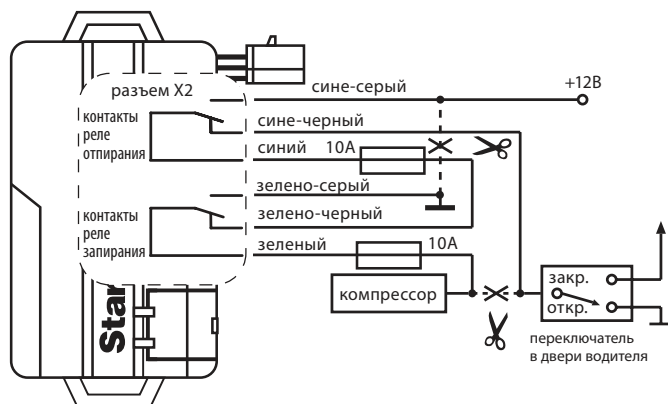 разъем X2
контакты
реле
отпирания
контакты
реле
запирания
Star
сине-серый
+12В
сине-черный
синий 10А
зелено-серый
зелено-черный
зеленый 10А
компрессор
закр.
откр.
переключатель
в двери водителя